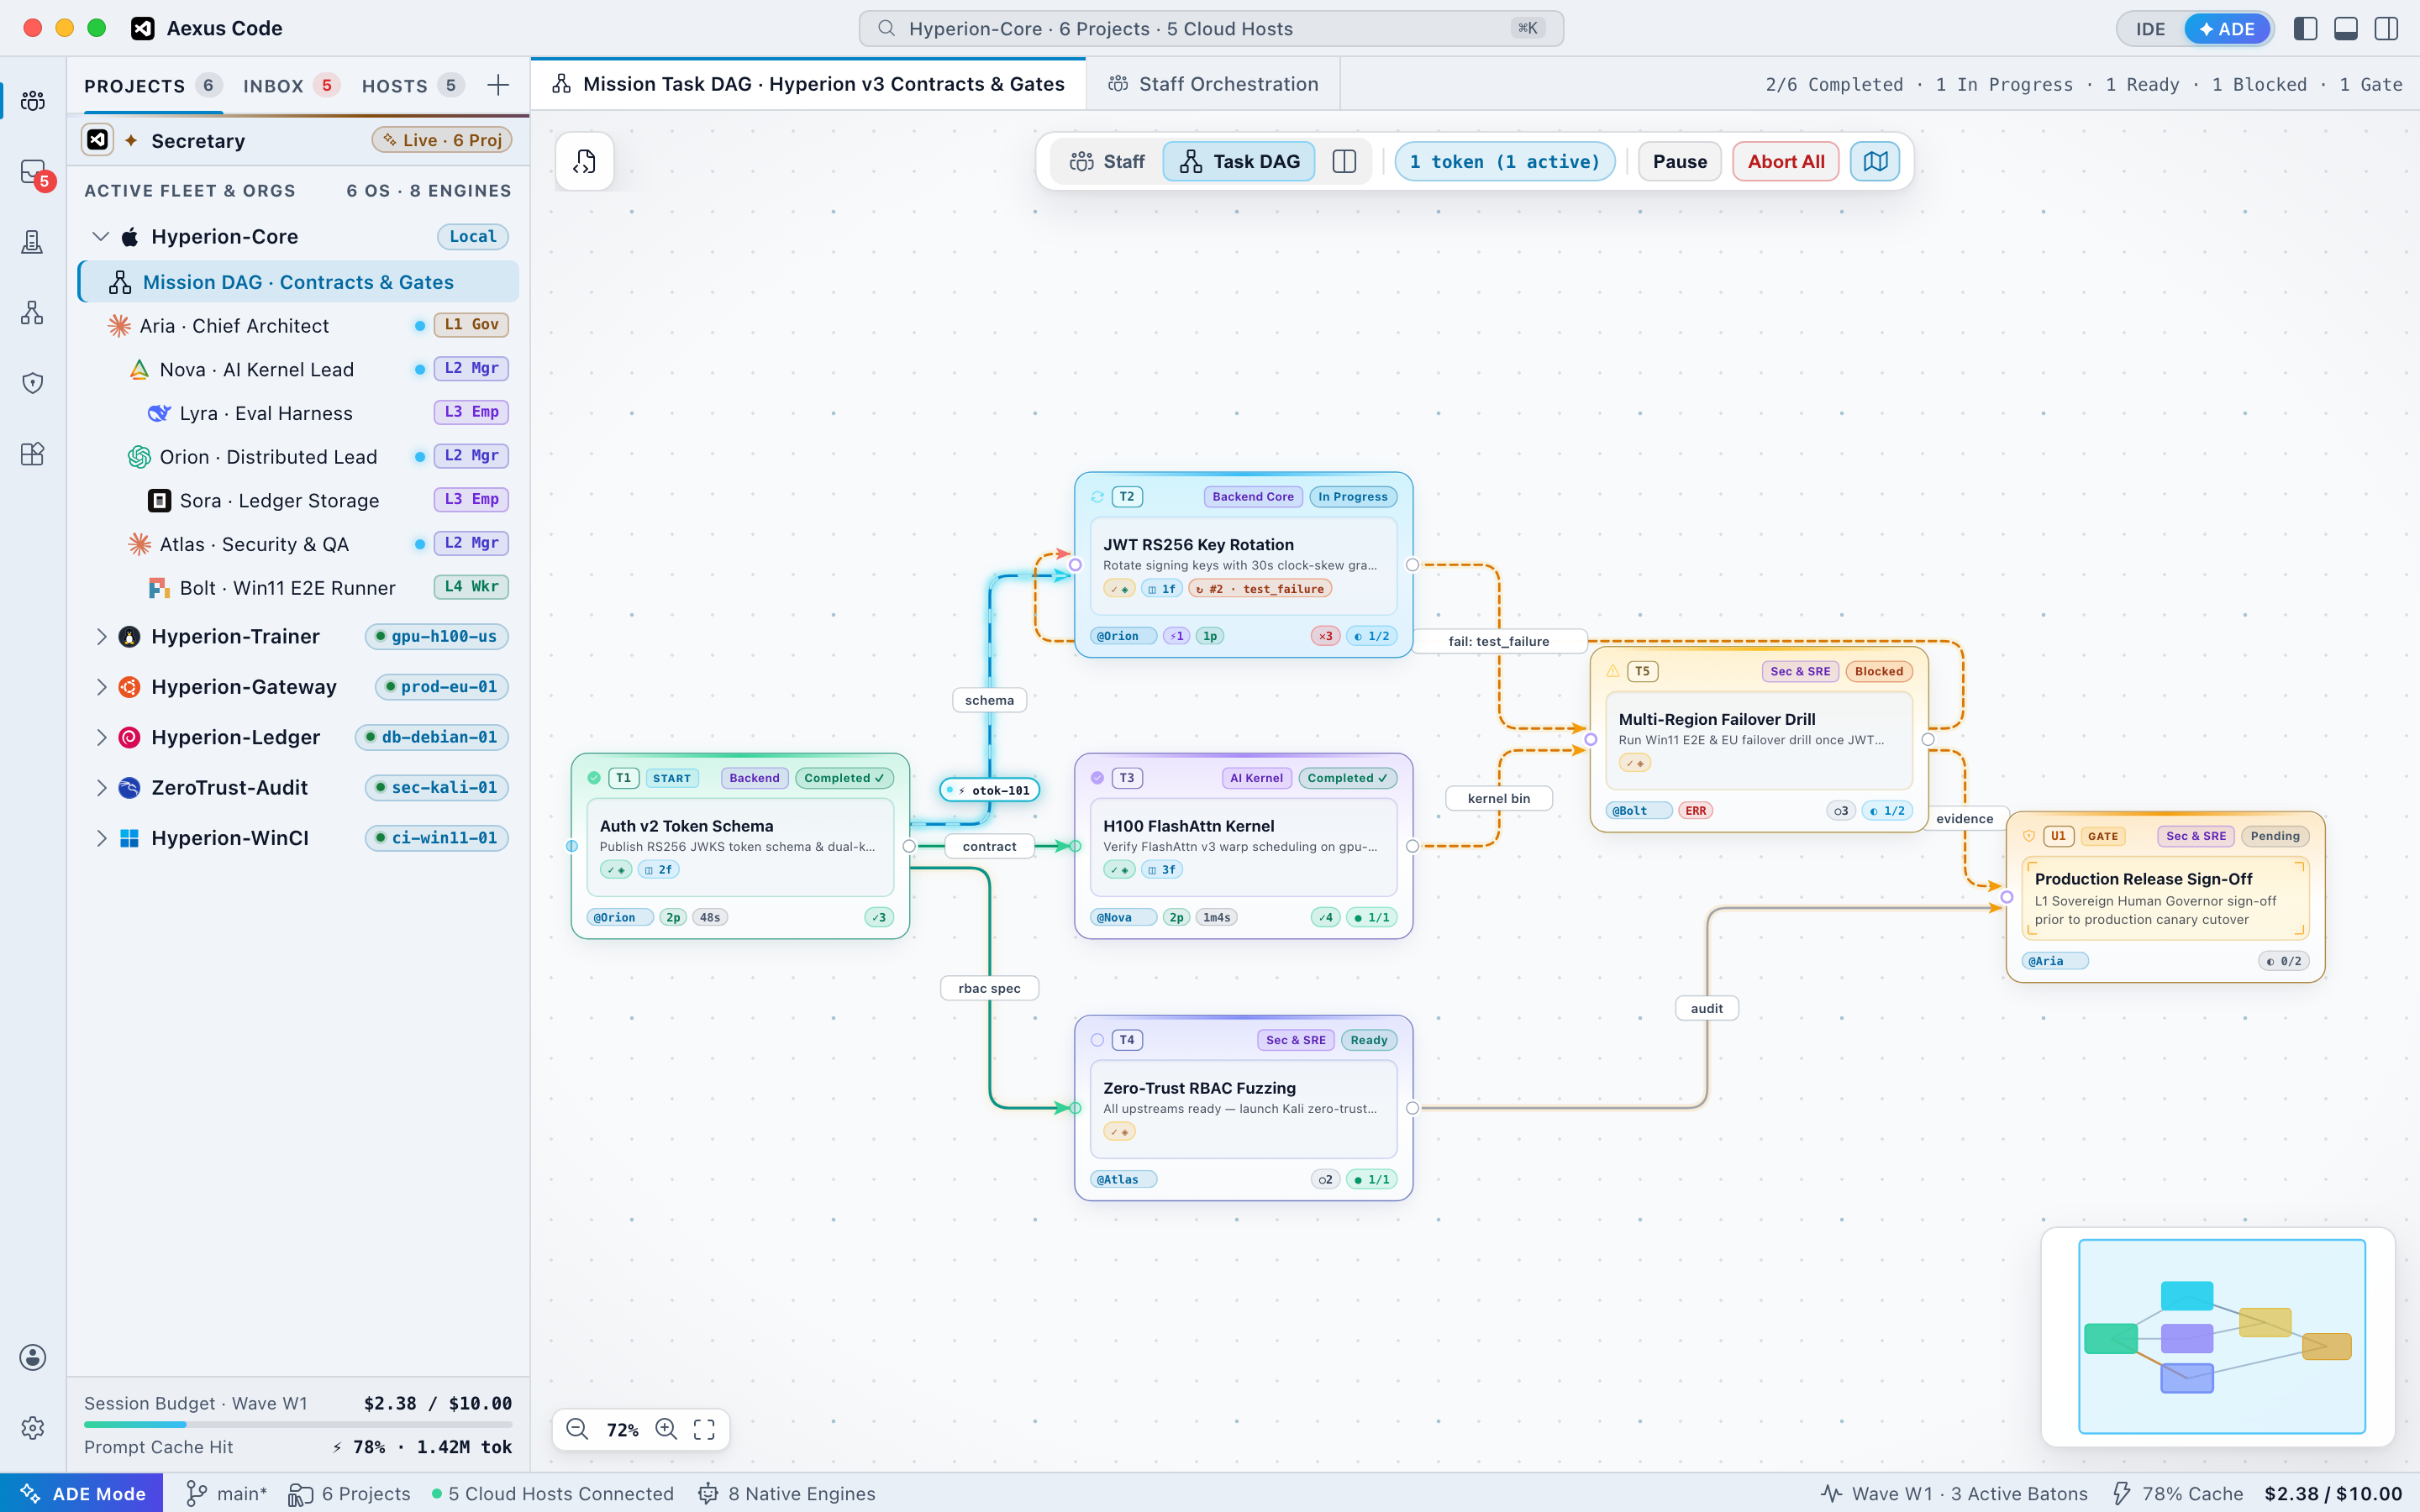 Aexus Code
Hyperion-Core · 6 Projects · 5 Cloud Hosts ⌘K
IDE ✦ ADE
PROJECTS 6 INBOX 5 HOSTS 5
Mission Task DAG · Hyperion v3 Contracts & Gates
Staff Orchestration
2/6 Completed · 1 In Progress · 1 Ready · 1 Blocked · 1 Gate
5
✦ Secretary Live · 6 Proj
ACTIVE FLEET & ORGS 6 OS · 8 ENGINES
Hyperion-Core Local
Mission DAG · Contracts & Gates
Aria · Chief Architect L1 Gov
Nova · AI Kernel Lead L2 Mgr
Lyra · Eval Harness L3 Emp
Orion · Distributed Lead L2 Mgr
Sora · Ledger Storage L3 Emp
Atlas · Security & QA L2 Mgr
Bolt · Win11 E2E Runner L4 Wkr
Hyperion-Trainer gpu-h100-us
Hyperion-Gateway prod-eu-01
Hyperion-Ledger db-debian-01
ZeroTrust-Audit sec-kali-01
Hyperion-WinCI ci-win11-01
Session Budget · Wave W1 $2.38 / $10.00
Prompt Cache Hit ⚡ 78% · 1.42M tok
Staff Task DAG 1 token (1 active) Pause Abort All
T2 Backend Core In Progress
JWT RS256 Key Rotation
Rotate signing keys with 30s clock-skew gra...
✓ ◈ ◫ 1f ↻ #2 · test_failure
@Orion ⚡1 1p ×3 ◐ 1/2
fail: test_failure
schema
T5 Sec & SRE Blocked
Multi-Region Failover Drill
Run Win11 E2E & EU failover drill once JWT...
✓ ◈
@Bolt ERR ○3 ◐ 1/2
T1 START Backend Completed ✓
Auth v2 Token Schema
Publish RS256 JWKS token schema & dual-k...
✓ ◈ ◫ 2f
@Orion 2p 48s ✓3
⚡ otok-101
contract
T3 AI Kernel Completed ✓
H100 FlashAttn Kernel
Verify FlashAttn v3 warp scheduling on gpu-...
✓ ◈ ◫ 3f
@Nova 2p 1m4s ✓4 ● 1/1
kernel bin
evidence
U1 GATE Sec & SRE Pending
Production Release Sign-Off
L1 Sovereign Human Governor sign-off
prior to production canary cutover
@Aria ◐ 0/2
rbac spec
audit
T4 Sec & SRE Ready
Zero-Trust RBAC Fuzzing
All upstreams ready — launch Kali zero-trust...
✓ ◈
@Atlas ○2 ● 1/1
72%
ADE Mode main* 6 Projects 5 Cloud Hosts Connected 8 Native Engines
Wave W1 · 3 Active Batons 78% Cache $2.38 / $10.00